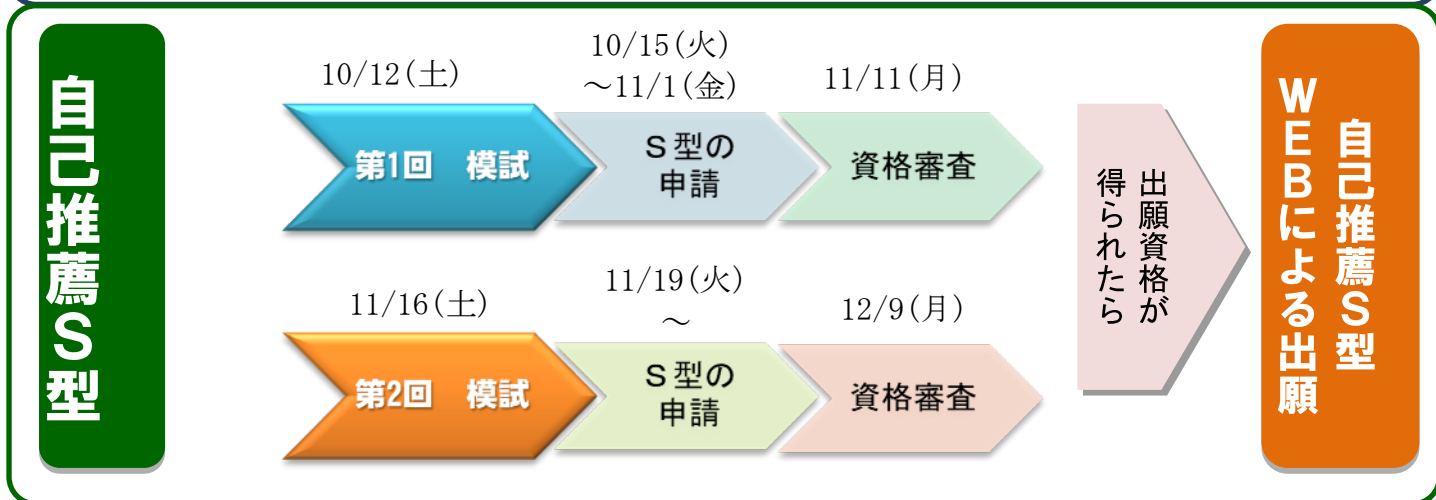 自己推薦S型
10/12(土)
10/15(火)
～11/1(金)
11/11(月)
第1回　模試
S型の
申請
資格審査
11/16(土)
11/19(火)
～
12/9(月)
第2回　模試
S型の
申請
資格審査
出願資格が
得られたら
自己推薦S型
WEBによる出願